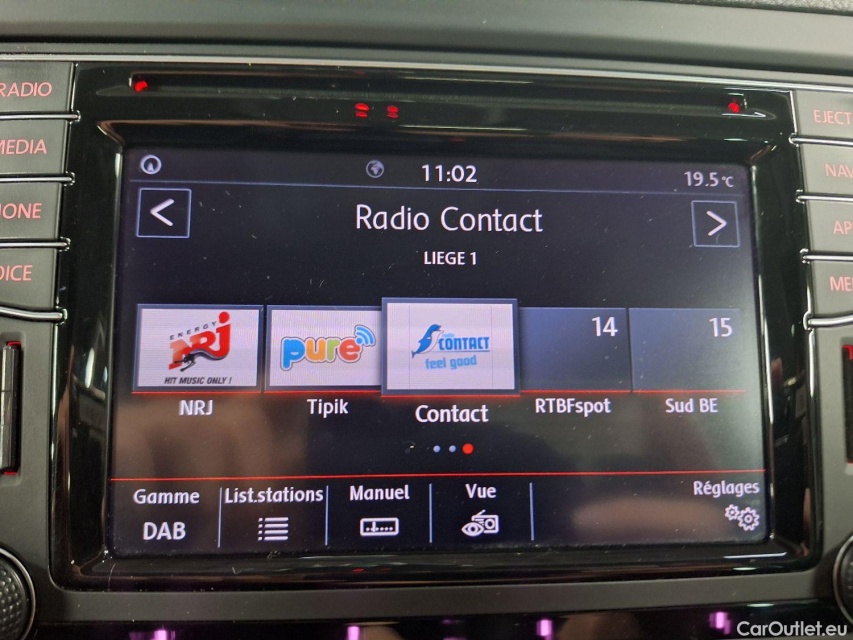 RADIO
MEDIA
EJECT
11:02
19.5°C
Radio Contact
LIEGE 1
ENERGY
NRJ
HIT MUSIC ONLY!
pure
CONTACT
feel good
14
15
NRJ
Tipik
Contact
RTBFspot
Sud BE
Gamme
DAB
List.stations
Manuel
Vue
Réglages
CarOutlet.eu